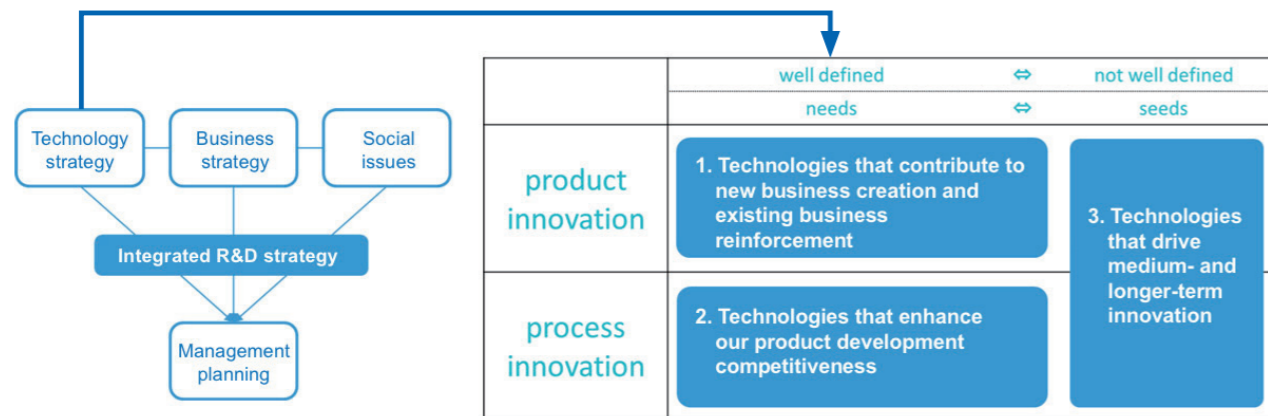 Technology
strategy
Business
strategy
Social
issues
Integrated R&D strategy
Management
planning
well defined ⇔ not well defined
needs ⇔ seeds
product
innovation
1. Technologies that contribute to
new business creation and
existing business
reinforcement
process
innovation
2. Technologies that enhance
our product development
competitiveness
3. Technologies
that drive
medium- and
longer-term
innovation